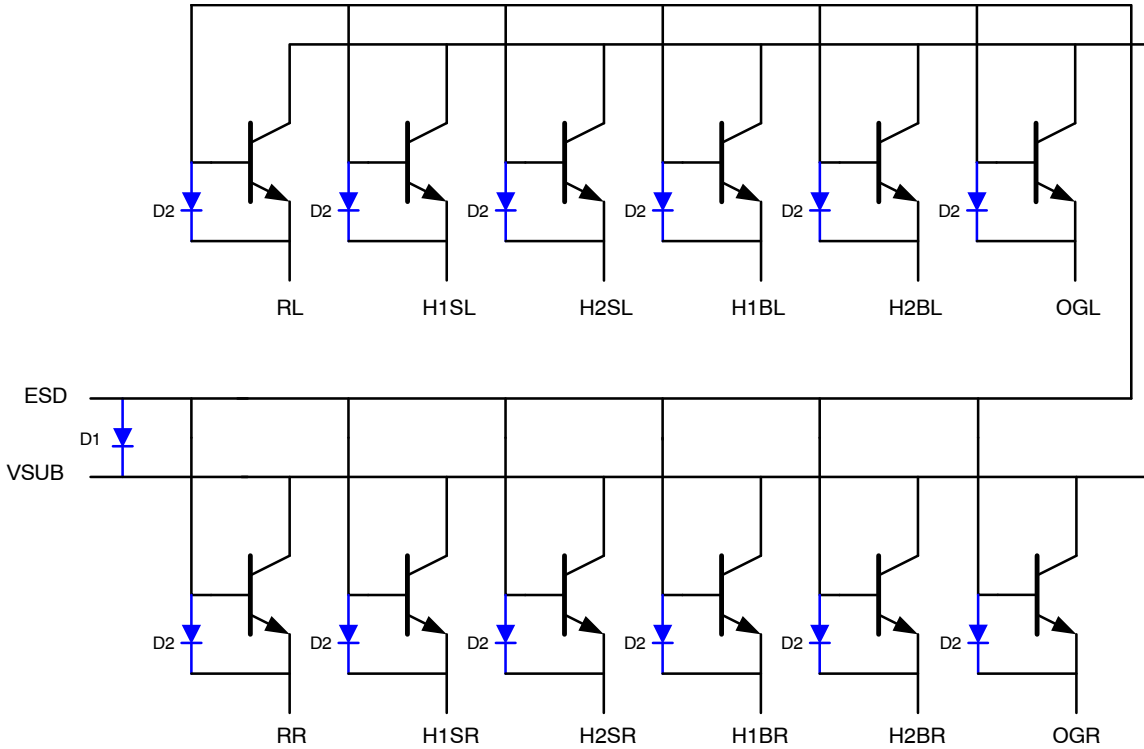 D2 D2 D2 D2 D2 D2
RL H1SL H2SL H1BL H2BL OGL
ESD
D1
VSUB
D2 D2 D2 D2 D2 D2
RR H1SR H2SR H1BR H2BR OGR